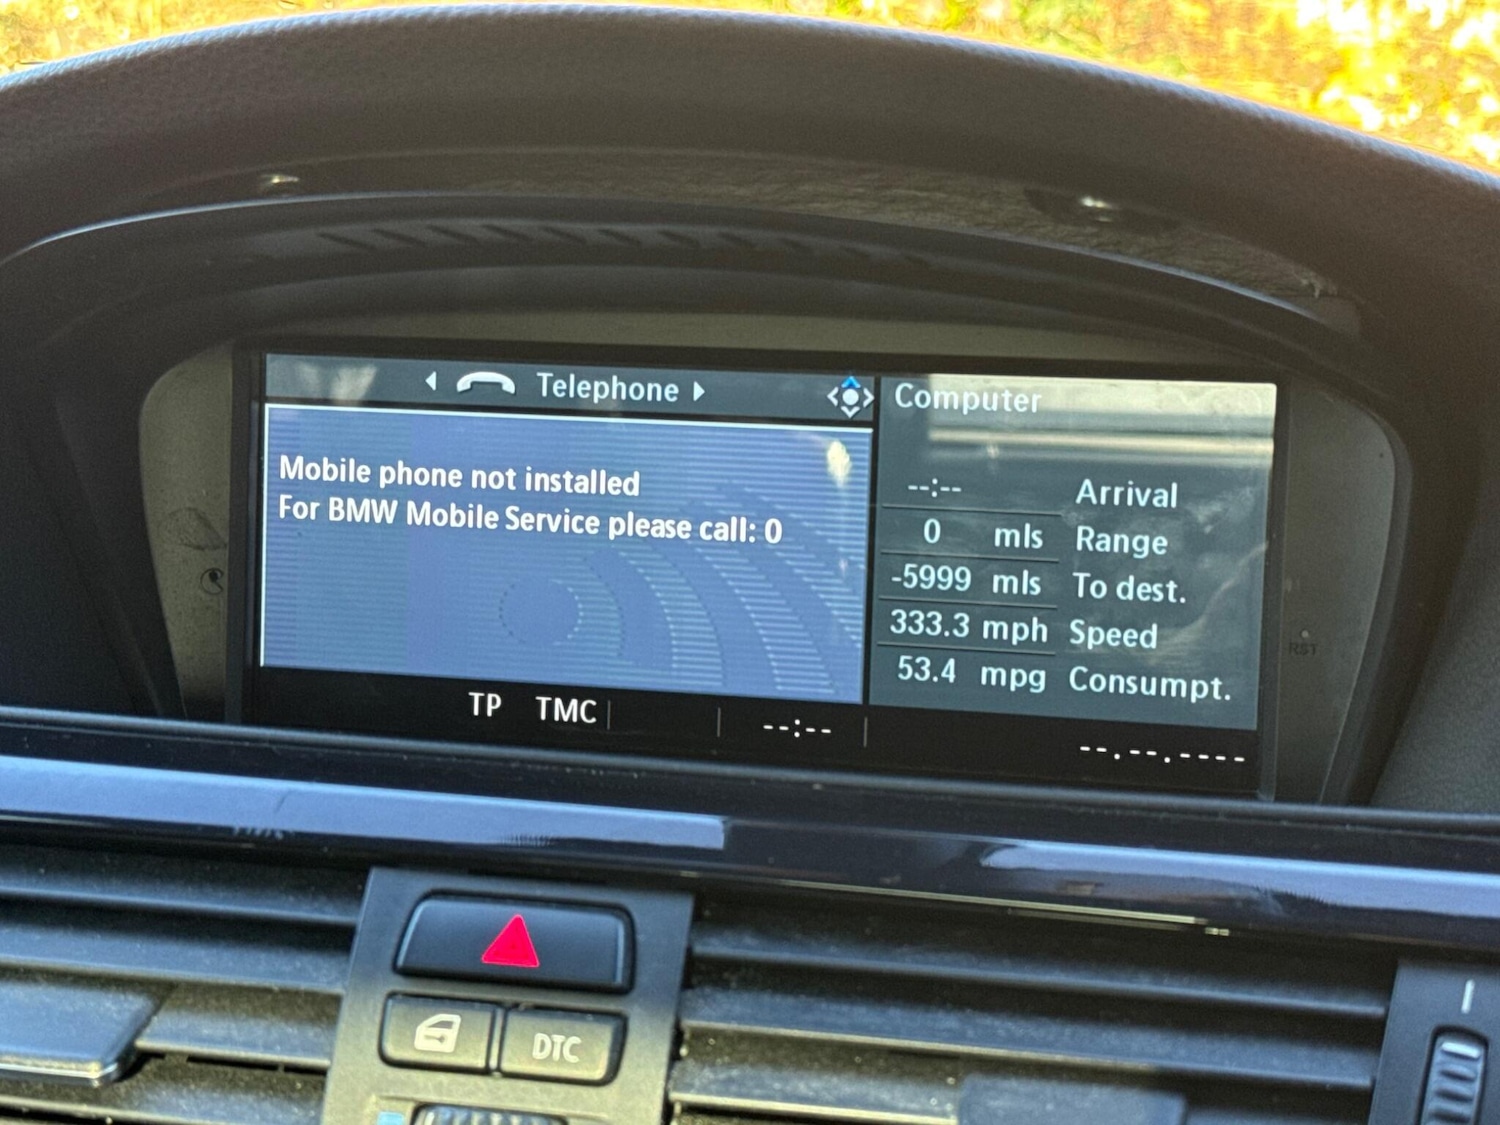 Telephone
Mobile phone not installed
For BMW Mobile Service please call: 0
Computer
--:-- Arrival
0 mls Range
-5999 mls To dest.
333.3 mph Speed
53.4 mpg Consumpt.
TP TMC --:-- --.--.----
RST
DTC